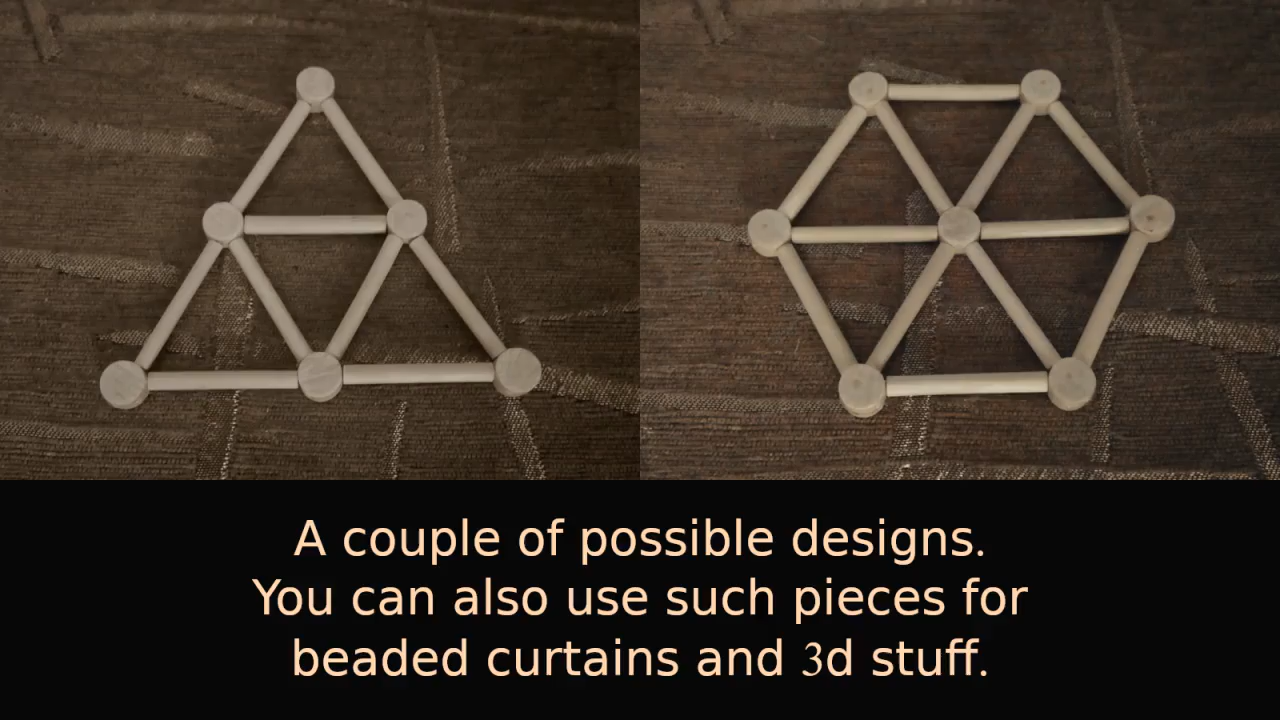 A couple of possible designs.
You can also use such pieces for
beaded curtains and 3d stuff.